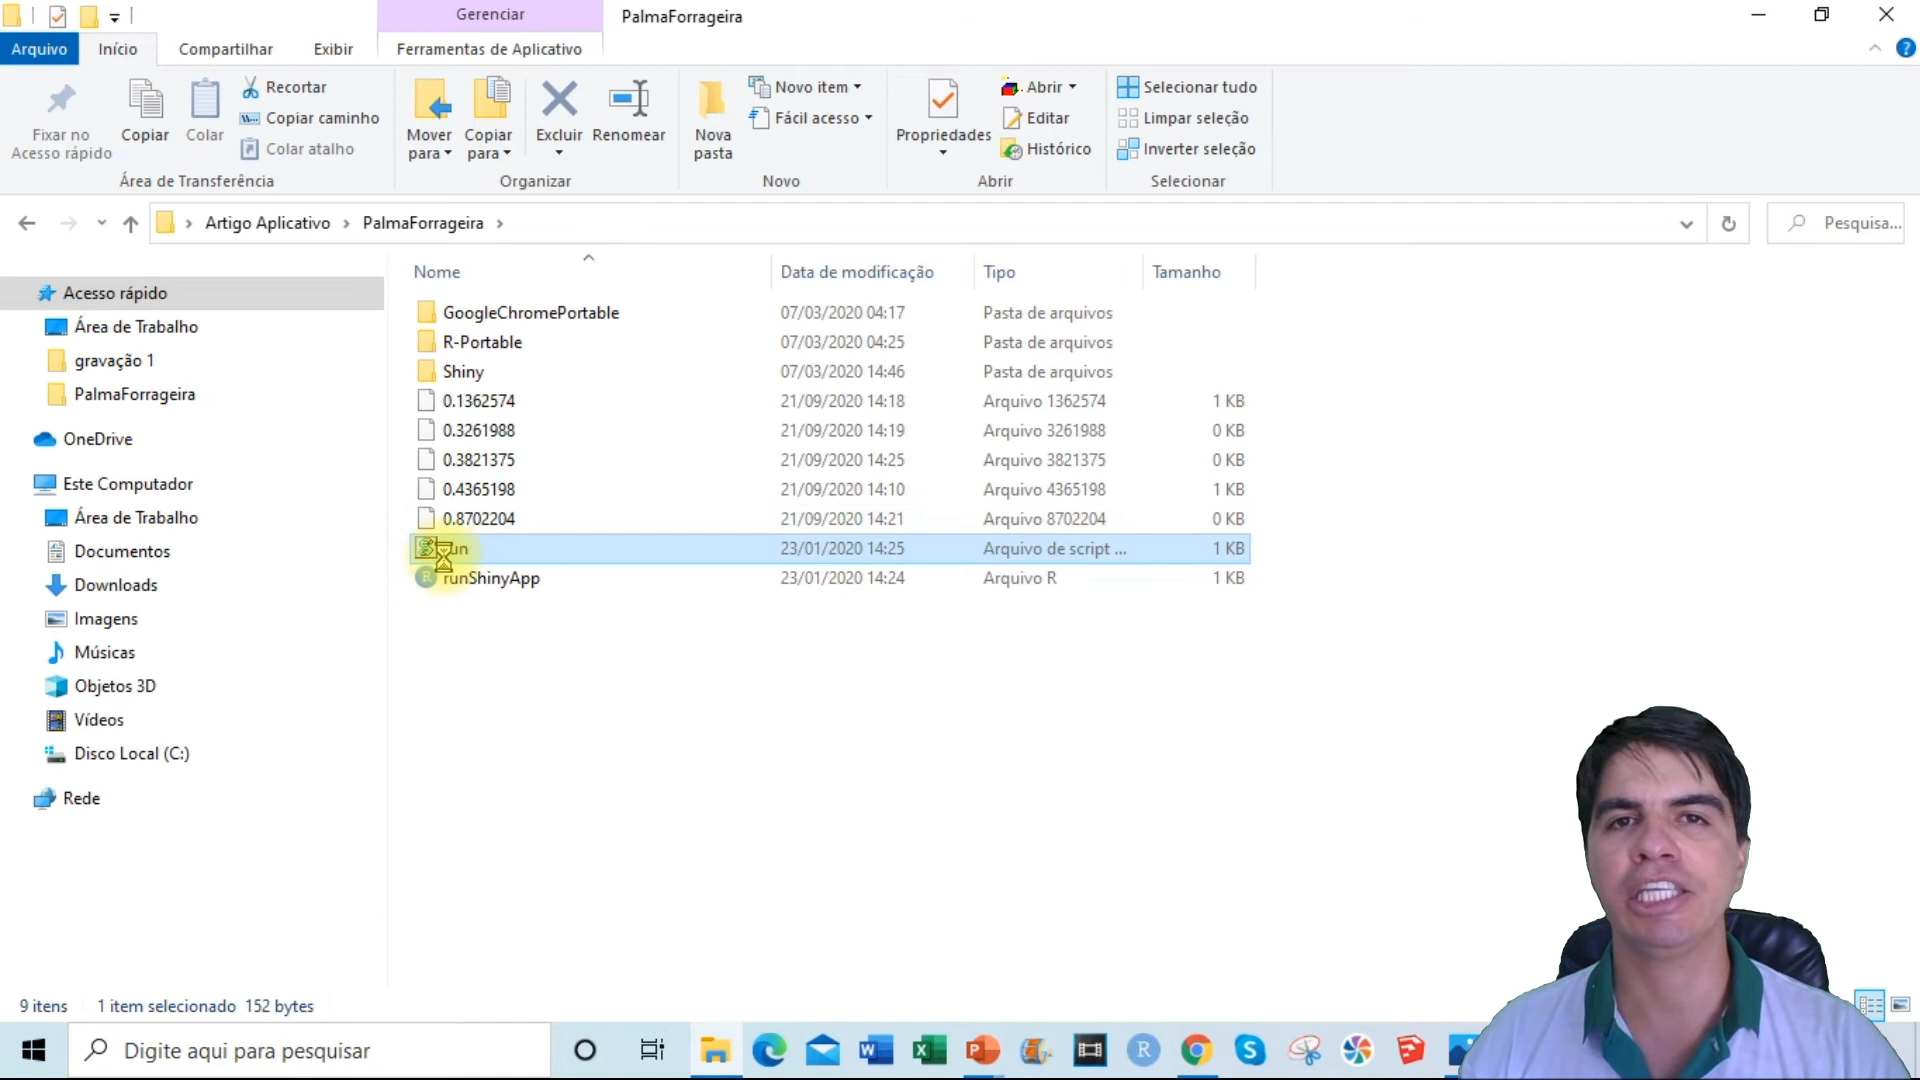 Gerenciar
PalmaForrageira
Arquivo
Início
Compartilhar
Exibir
Ferramentas de Aplicativo
Fixar no
Acesso rápido
Copiar
Colar
Recortar
Copiar caminho
Colar atalho
Área de Transferência
Mover
para
Copiar
para
Excluir
Renomear
Organizar
Nova
pasta
Novo item
Fácil acesso
Novo
Propriedades
Abrir
Editar
Histórico
Abrir
Selecionar tudo
Limpar seleção
Inverter seleção
Selecionar
Artigo Aplicativo
PalmaForrageira
Pesquisa...
Acesso rápido
Área de Trabalho
gravação 1
PalmaForrageira
OneDrive
Este Computador
Área de Trabalho
Documentos
Downloads
Imagens
Músicas
Objetos 3D
Vídeos
Disco Local (C:)
Rede
Nome Data de modificação Tipo Tamanho
GoogleChromePortable 07/03/2020 04:17 Pasta de arquivos
R-Portable 07/03/2020 04:25 Pasta de arquivos
Shiny 07/03/2020 14:46 Pasta de arquivos
0.1362574 21/09/2020 14:18 Arquivo 1362574 1 KB
0.3261988 21/09/2020 14:19 Arquivo 3261988 0 KB
0.3821375 21/09/2020 14:25 Arquivo 3821375 0 KB
0.4365198 21/09/2020 14:10 Arquivo 4365198 1 KB
0.8702204 21/09/2020 14:21 Arquivo 8702204 0 KB
23/01/2020 14:25 Arquivo de script ... 1 KB
runShinyApp 23/01/2020 14:24 Arquivo R 1 KB
9 itens 1 item selecionado 152 bytes
Digite aqui para pesquisar